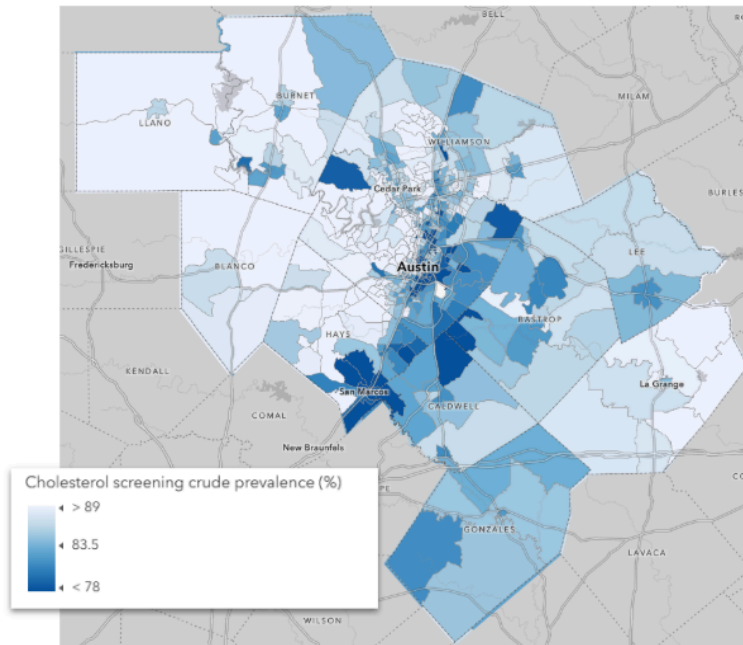 BELL
MILAM
BURNET
LLANO
WILLIAMSON
Cedar Park
BURLES
GILLESPIE
Fredericksburg
BLANCO
Austin
LEE
BASTROP
HAYS
KENDALL
La Grange
San Marcos
COMAL
CALDWELL
New Braunfels
Cholesterol screening crude prevalence (%)
> 89
83.5
< 78
PE
GONZALES
LAVACA
WILSON